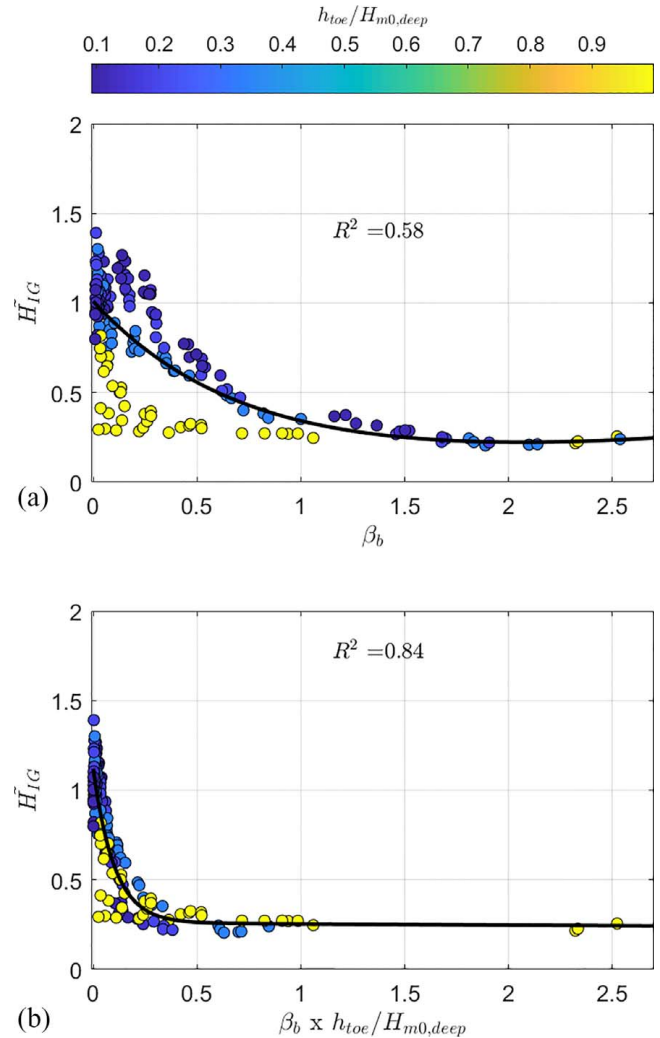 h_toe/H_m0,deep
0.1 0.2 0.3 0.4 0.5 0.6 0.7 0.8 0.9
2
1.5
1
0.5
0
H̃_IG
R² =0.58
0 0.5 1 1.5 2 2.5
(a)
β_b
2
1.5
1
0.5
0
H̃_IG
R² =0.84
0 0.5 1 1.5 2 2.5
(b)
β_b x h_toe/H_m0,deep